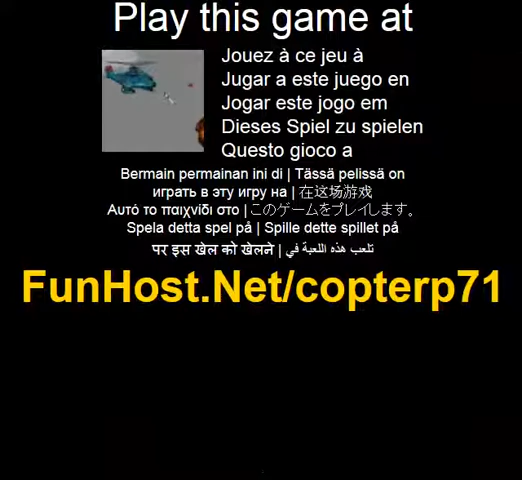 Play this game at
Jouez à ce jeu à
Jugar a este juego en
Jogar este jogo em
Dieses Spiel zu spielen
Questo gioco a
Bermain permainan ini di | Tässä pelissä on
играть в эту игру на | 在这场游戏
Αυτό το παιχνίδι στο | このゲームをプレイします。
Spela detta spel på | Spille dette spillet på
पर इस खेल को खेलने | تلعب هذه اللعبة في
FunHost.Net/copterp71